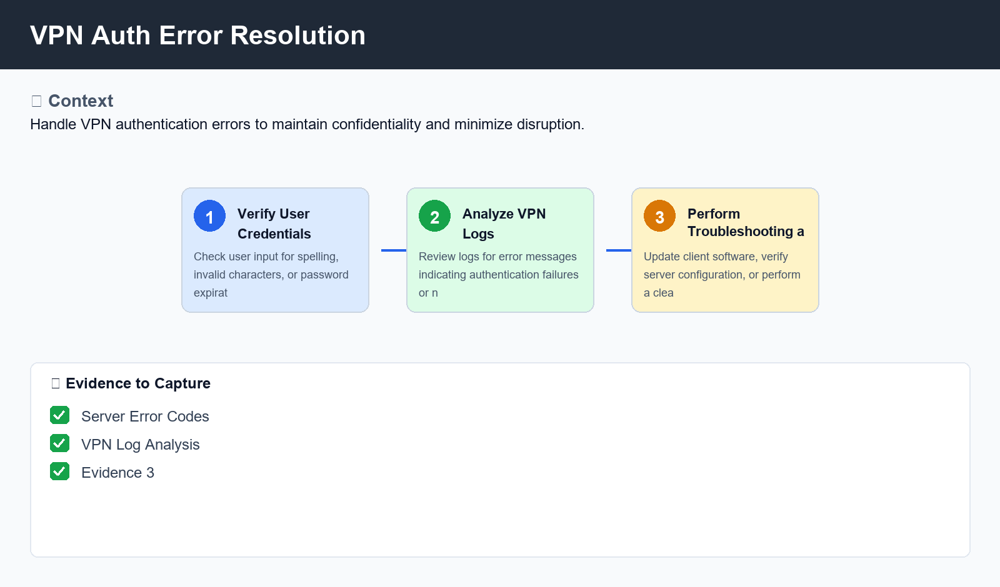 VPN Auth Error Resolution
Context
Handle VPN authentication errors to maintain confidentiality and minimize disruption.
1
Verify User
Credentials
Check user input for spelling,
invalid characters, or password
expirat
2
Analyze VPN
Logs
Review logs for error messages
indicating authentication failures
or n
3
Perform
Troubleshooting a
Update client software, verify
server configuration, or perform
a clea
Evidence to Capture
Server Error Codes
VPN Log Analysis
Evidence 3